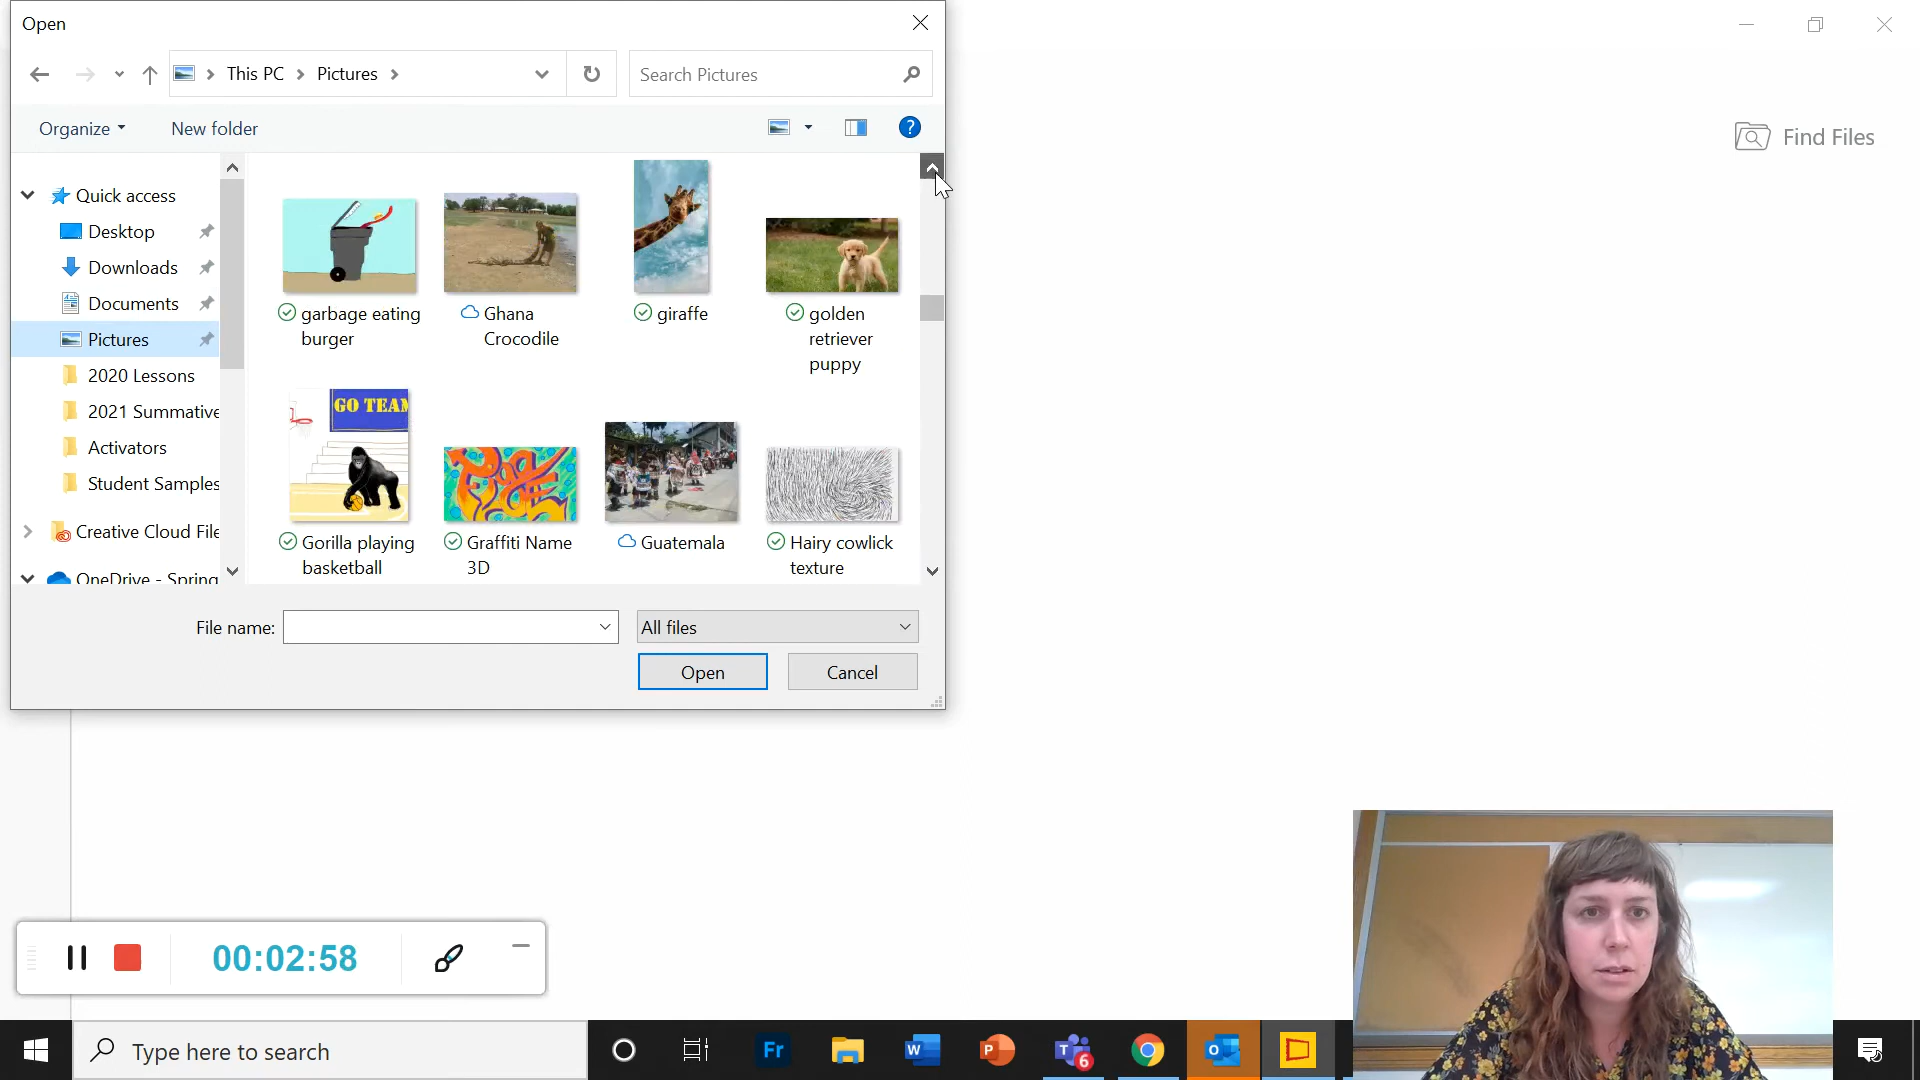 Open
This PC
Pictures
Search Pictures
Organize
New folder
?
Find Files
Quick access
Desktop
Downloads
Documents
Pictures
2020 Lessons
2021 Summative
Activators
Student Samples
Creative Cloud File
OneDrive - Spring
garbage eating
burger
Ghana
Crocodile
giraffe
golden
retriever
puppy
GO TEAM
Gorilla playing
basketball
Graffiti Name
3D
Guatemala
Hairy cowlick
texture
File name:
All files
Open
Cancel
00:02:58
Type here to search
Fr
W
P
T
6
O